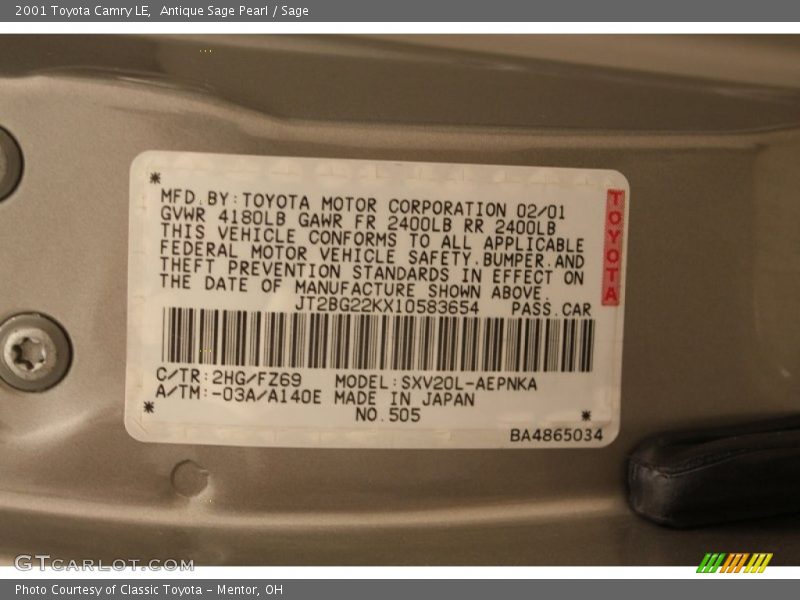 2001 Toyota Camry LE,  Antique Sage Pearl / Sage
* 
MFD.BY:TOYOTA MOTOR CORPORATION 02/01
GVWR 4180LB GAWR FR 2400LB RR 2400LB
THIS VEHICLE CONFORMS TO ALL APPLICABLE
FEDERAL MOTOR VEHICLE SAFETY.BUMPER.AND
THEFT PREVENTION STANDARDS IN EFFECT ON
THE DATE OF MANUFACTURE SHOWN ABOVE.
JT2BG22KX10583654 PASS.CAR
TOYOTA
C/TR:2HG/FZ69 MODEL:SXV20L-AEPNKA
A/TM:-03A/A140E MADE IN JAPAN
* NO.505 *
BA4865034
GTCARLOT.COM
Photo Courtesy of Classic Toyota - Mentor, OH